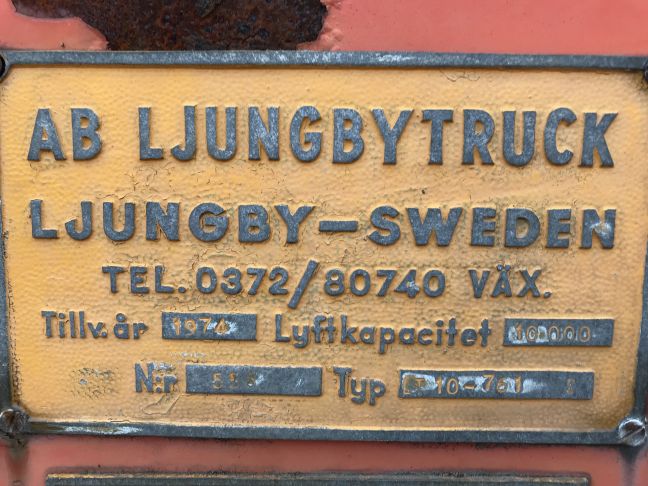 AB LJUNGBYTRUCK
LJUNGBY–SWEDEN
TEL. 0372/80740 VÄX.
Tillv. år 1974 Lyftkapacitet 10000
N:r Typ